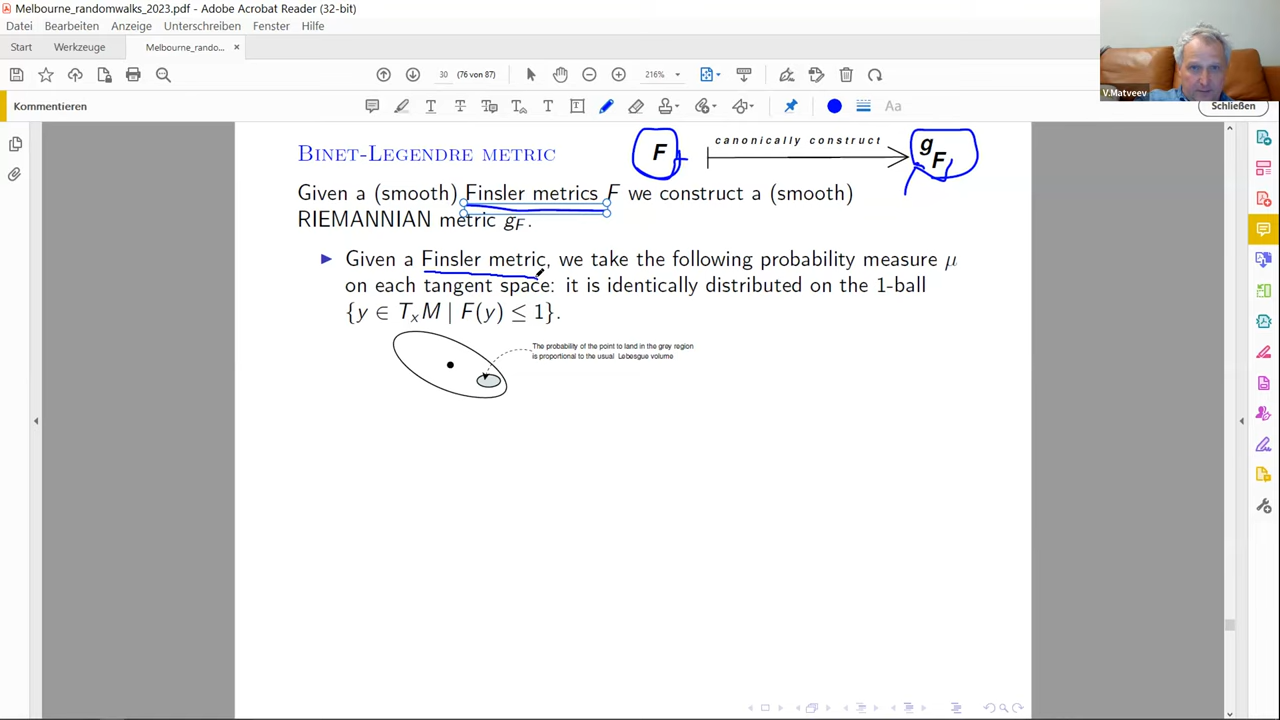 Melbourne_randomwalks_2023.pdf - Adobe Acrobat Reader (32-bit)
Datei Bearbeiten Anzeige Unterschreiben Fenster Hilfe
Start Werkzeuge Melbourne_rando... ×
30 (76 von 87) 216%
V.Matveev
Kommentieren Aa Schließen
BINET-LEGENDRE METRIC
F canonically construct g_F
Given a (smooth) Finsler metrics F we construct a (smooth)
RIEMANNIAN metric g_F.
▶ Given a Finsler metric, we take the following probability measure μ
on each tangent space: it is identically distributed on the 1-ball
{y ∈ T_xM | F(y) ≤ 1}.
The probability of the point to land in the grey region
is proportional to the usual Lebesgue volume